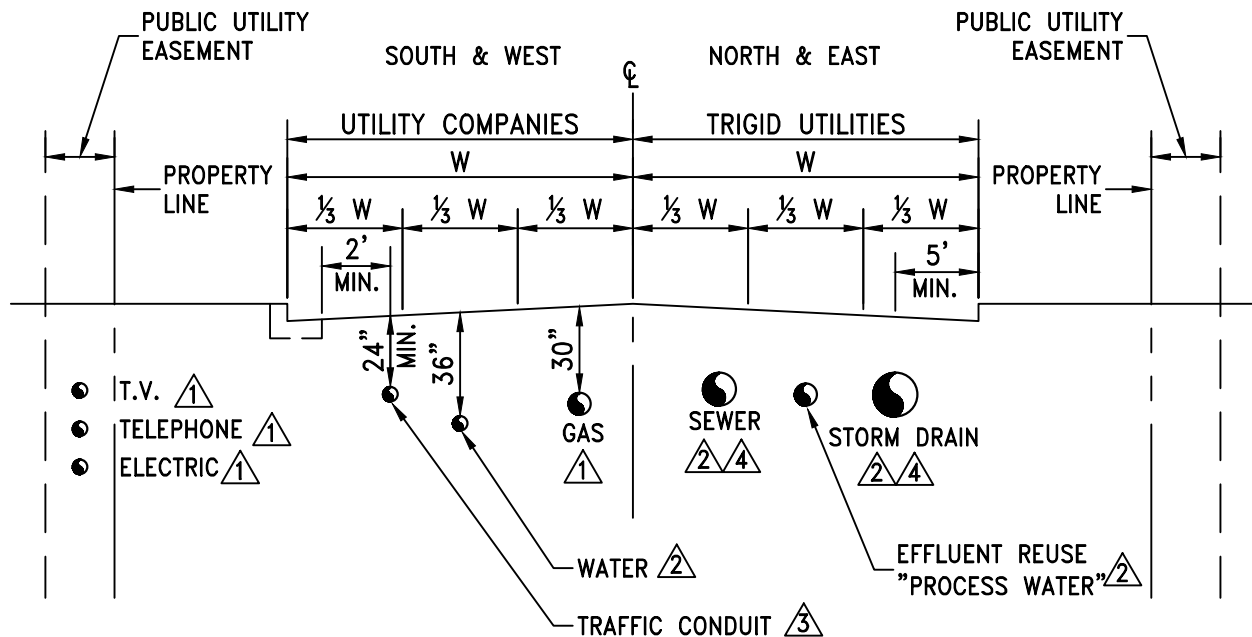 PUBLIC UTILITY
EASEMENT
SOUTH & WEST
NORTH & EAST
PUBLIC UTILITY
EASEMENT
℄
UTILITY COMPANIES
TRIGID UTILITIES
W
W
PROPERTY
LINE
PROPERTY
LINE
⅓ W
⅓ W
⅓ W
⅓ W
⅓ W
⅓ W
2'
MIN.
5'
MIN.
24"
MIN.
36"
30"
T.V. 1
TELEPHONE 1
ELECTRIC 1
GAS
1
SEWER
2 4
STORM DRAIN
2 4
WATER 2
TRAFFIC CONDUIT 3
EFFLUENT REUSE
"PROCESS WATER" 2